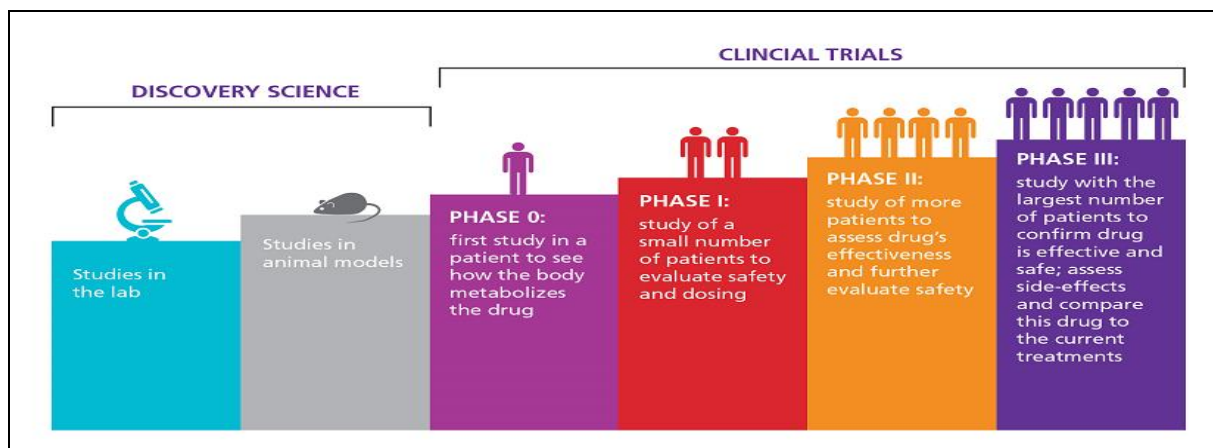 CLINCIAL TRIALS
DISCOVERY SCIENCE
Studies in
the lab
Studies in
animal models
PHASE 0:
first study in a
patient to see
how the body
metabolizes
the drug
PHASE I:
study of a
small number
of patients to
evaluate safety
and dosing
PHASE II:
study of more
patients to
assess drug's
effectiveness
and further
evaluate safety
PHASE III:
study with the
largest number
of patients to
confirm drug
is effective and
safe; assess
side-effects
and compare
this drug to
the current
treatments